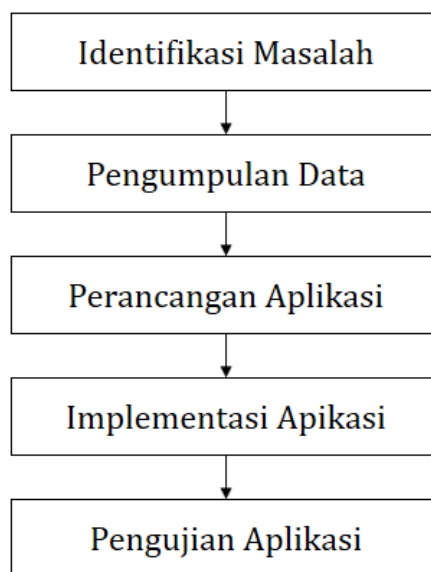 Identifikasi Masalah
Pengumpulan Data
Perancangan Aplikasi
Implementasi Apikasi
Pengujian Aplikasi